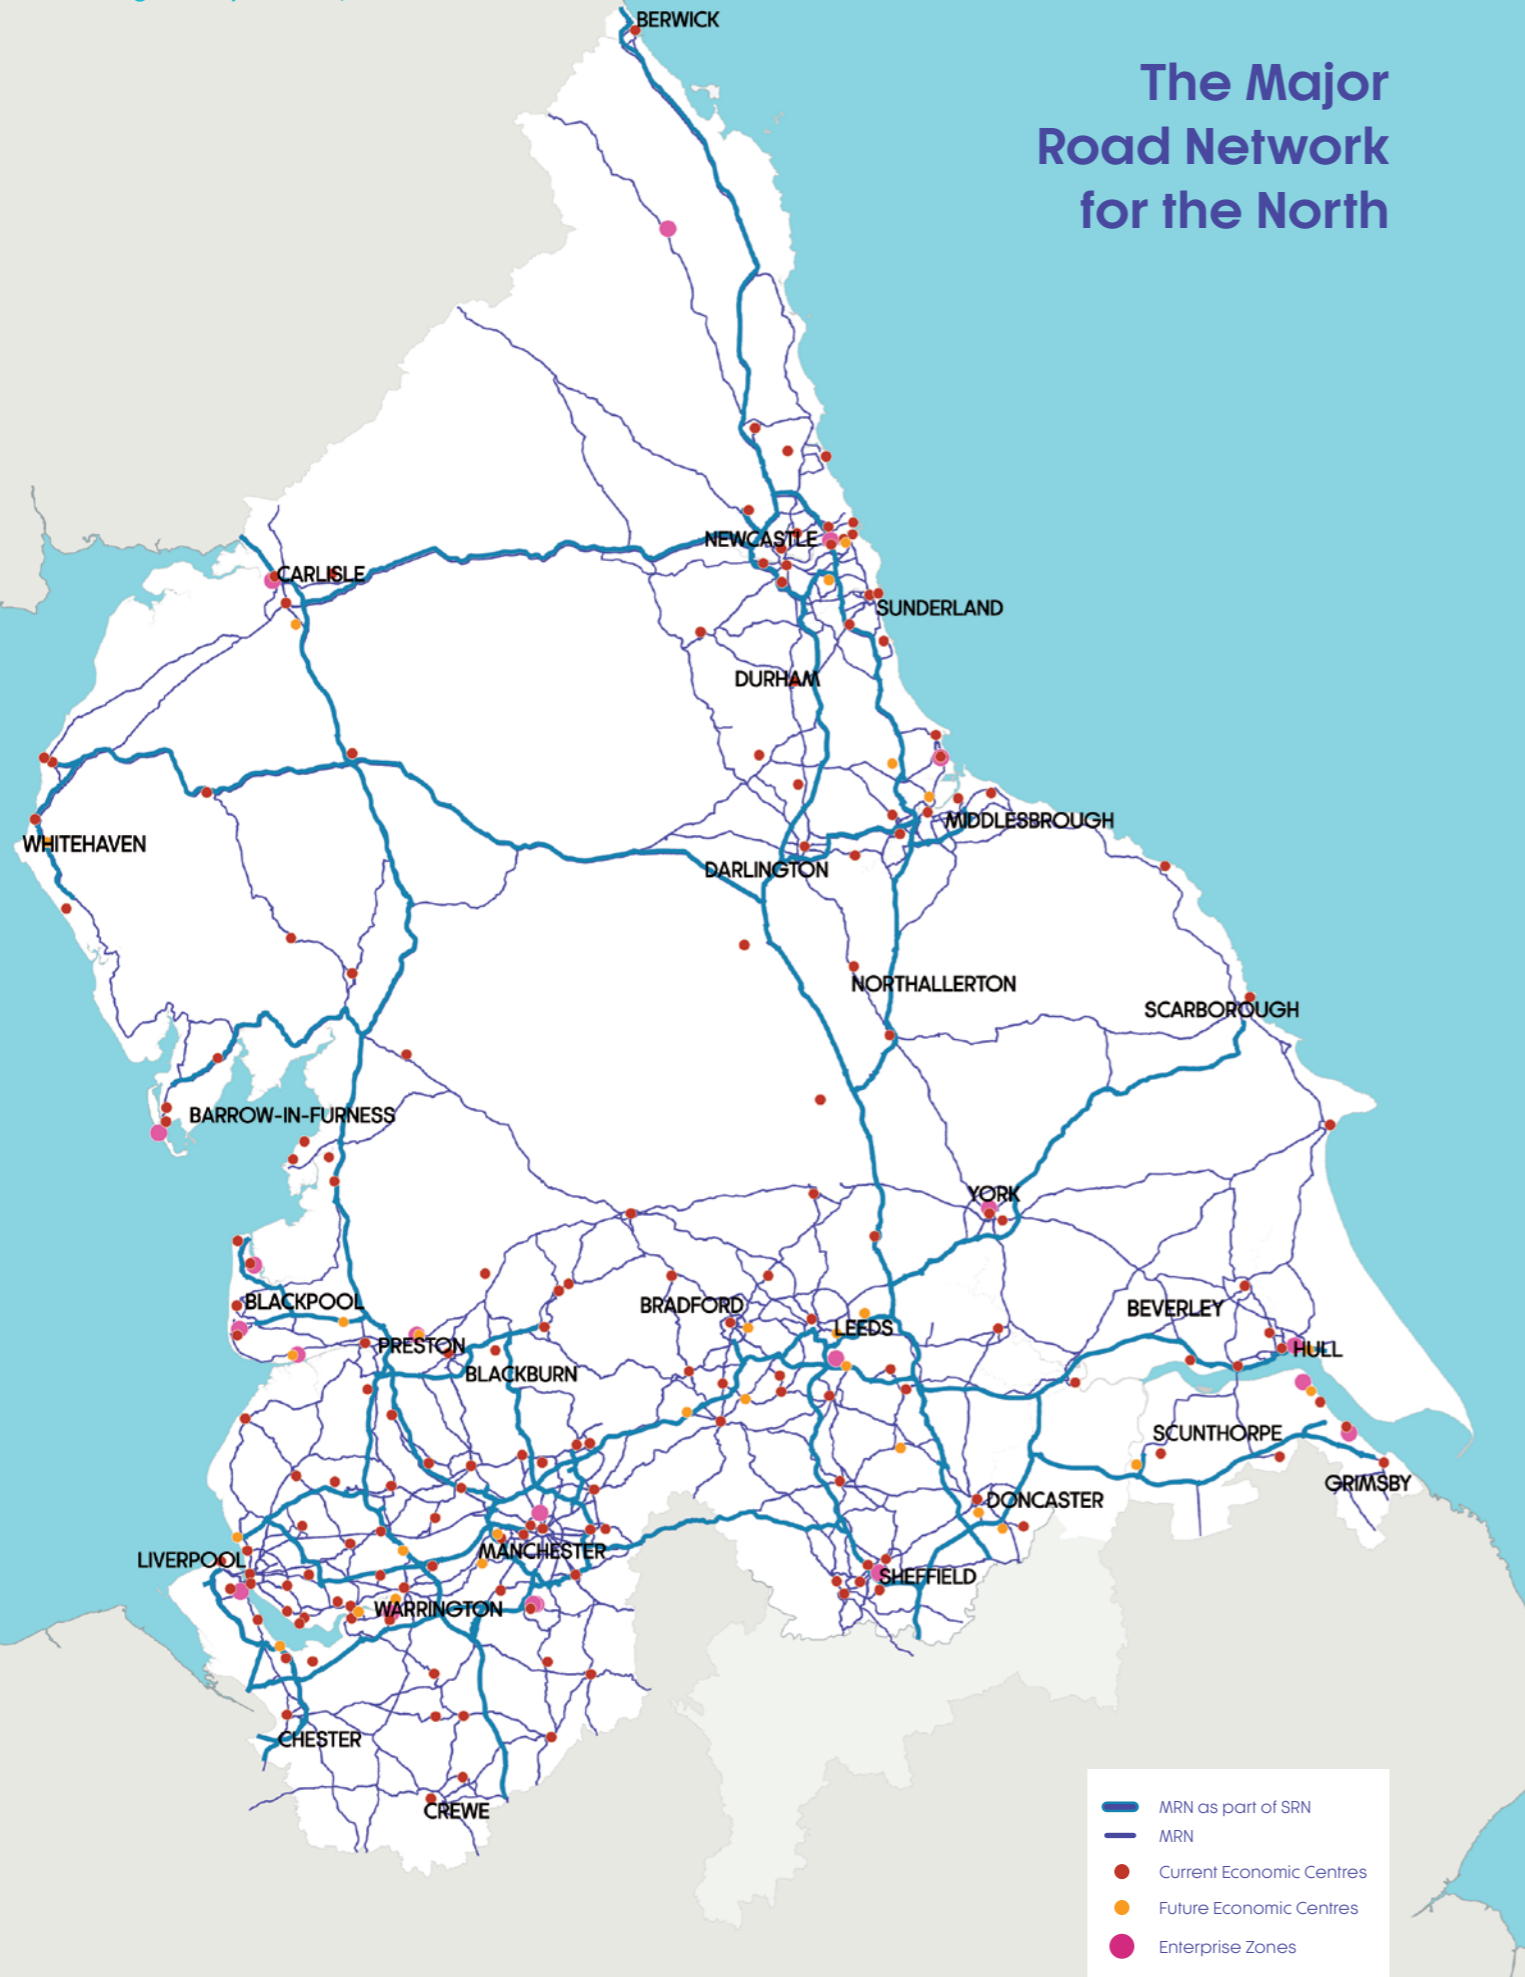 BERWICK
The Major
Road Network
for the North
NEWCASTLE
CARLISLE
SUNDERLAND
DURHAM
MIDDLESBROUGH
WHITEHAVEN
DARLINGTON
NORTHALLERTON
SCARBOROUGH
BARROW-IN-FURNESS
YORK
BLACKPOOL
BRADFORD
BEVERLEY
LEEDS
PRESTON
HULL
BLACKBURN
SCUNTHORPE
GRIMSBY
DONCASTER
MANCHESTER
LIVERPOOL
SHEFFIELD
WARRINGTON
CHESTER
CREWE
MRN as part of SRN
MRN
Current Economic Centres
Future Economic Centres
Enterprise Zones